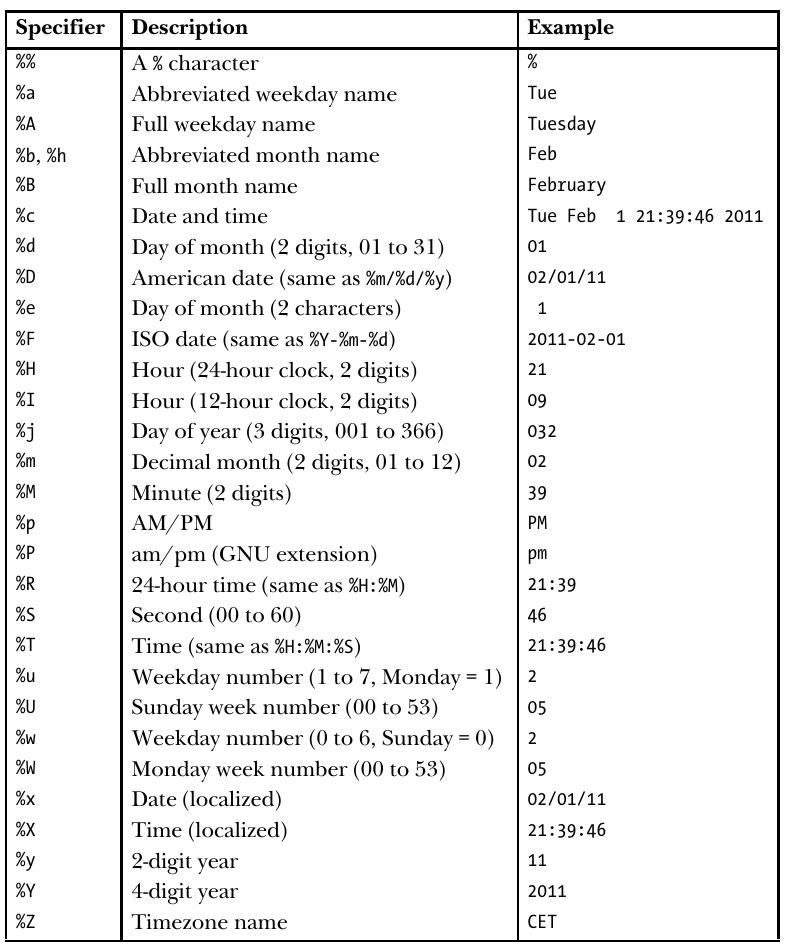 Specifier Description Example
%% A % character %
%a Abbreviated weekday name Tue
%A Full weekday name Tuesday
%b, %h Abbreviated month name Feb
%B Full month name February
%c Date and time Tue Feb  1 21:39:46 2011
%d Day of month (2 digits, 01 to 31) 01
%D American date (same as %m/%d/%y) 02/01/11
%e Day of month (2 characters)  1
%F ISO date (same as %Y-%m-%d) 2011-02-01
%H Hour (24-hour clock, 2 digits) 21
%I Hour (12-hour clock, 2 digits) 09
%j Day of year (3 digits, 001 to 366) 032
%m Decimal month (2 digits, 01 to 12) 02
%M Minute (2 digits) 39
%p AM/PM PM
%P am/pm (GNU extension) pm
%R 24-hour time (same as %H:%M) 21:39
%S Second (00 to 60) 46
%T Time (same as %H:%M:%S) 21:39:46
%u Weekday number (1 to 7, Monday = 1) 2
%U Sunday week number (00 to 53) 05
%w Weekday number (0 to 6, Sunday = 0) 2
%W Monday week number (00 to 53) 05
%x Date (localized) 02/01/11
%X Time (localized) 21:39:46
%y 2-digit year 11
%Y 4-digit year 2011
%Z Timezone name CET